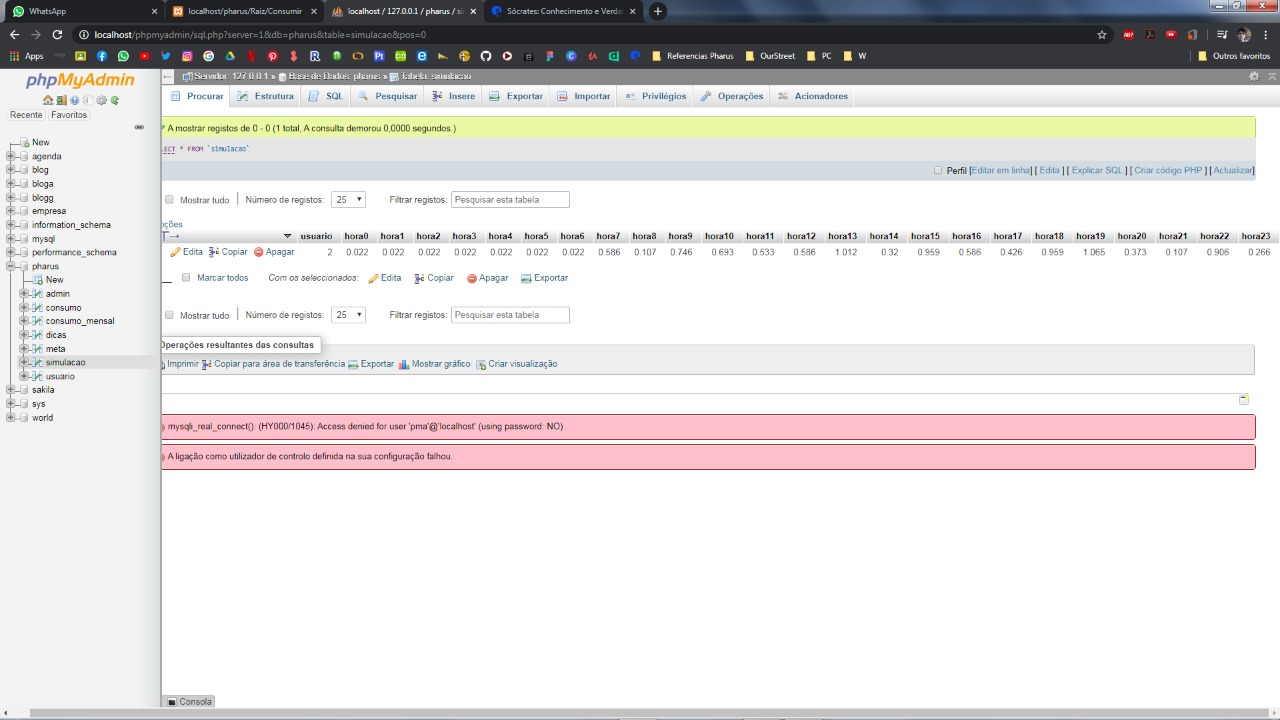 WhatsApp
localhost/pharus/Raiz/Consumir
localhost / 127.0.0.1 / pharus / si
Sócrates: Conhecimento e Verda
localhost/phpmyadmin/sql.php?server=1&db=pharus&table=simulacao&pos=0
Apps
Referencias Pharus
OurStreet
PC
W
Outros favoritos
phpMyAdmin
Recente Favoritos
New
agenda
blog
bloga
blogg
empresa
information_schema
mysql
performance_schema
pharus
New
admin
consumo
consumo_mensal
dicas
meta
simulacao
usuario
sakila
sys
world
Servidor: 127.0.0.1 » Base de Dados: pharus » Tabela: simulacao
Procurar Estrutura SQL Pesquisar Insere Exportar Importar Privilégios Operações Acionadores
A mostrar registos de 0 - 0 (1 total, A consulta demorou 0,0000 segundos.)
ECT * FROM `simulacao`
Perfil [Editar em linha] [ Edita ] [ Explicar SQL ] [ Criar código PHP ] [ Actualizar]
Mostrar tudo Número de registos: 25 Filtrar registos: Pesquisar esta tabela
pções
usuario hora0 hora1 hora2 hora3 hora4 hora5 hora6 hora7 hora8 hora9 hora10 hora11 hora12 hora13 hora14 hora15 hora16 hora17 hora18 hora19 hora20 hora21 hora22 hora23
Edita Copiar Apagar 2 0.022 0.022 0.022 0.022 0.022 0.022 0.022 0.586 0.107 0.746 0.693 0.533 0.586 1.012 0.32 0.959 0.586 0.426 0.959 1.065 0.373 0.107 0.906 0.266
Marcar todos Com os seleccionados: Edita Copiar Apagar Exportar
Mostrar tudo Número de registos: 25 Filtrar registos: Pesquisar esta tabela
Operações resultantes das consultas
Imprimir Copiar para área de transferência Exportar Mostrar gráfico Criar visualização
mysqli_real_connect(): (HY000/1045): Access denied for user 'pma'@'localhost' (using password: NO)
A ligação como utilizador de controlo definida na sua configuração falhou.
Consola